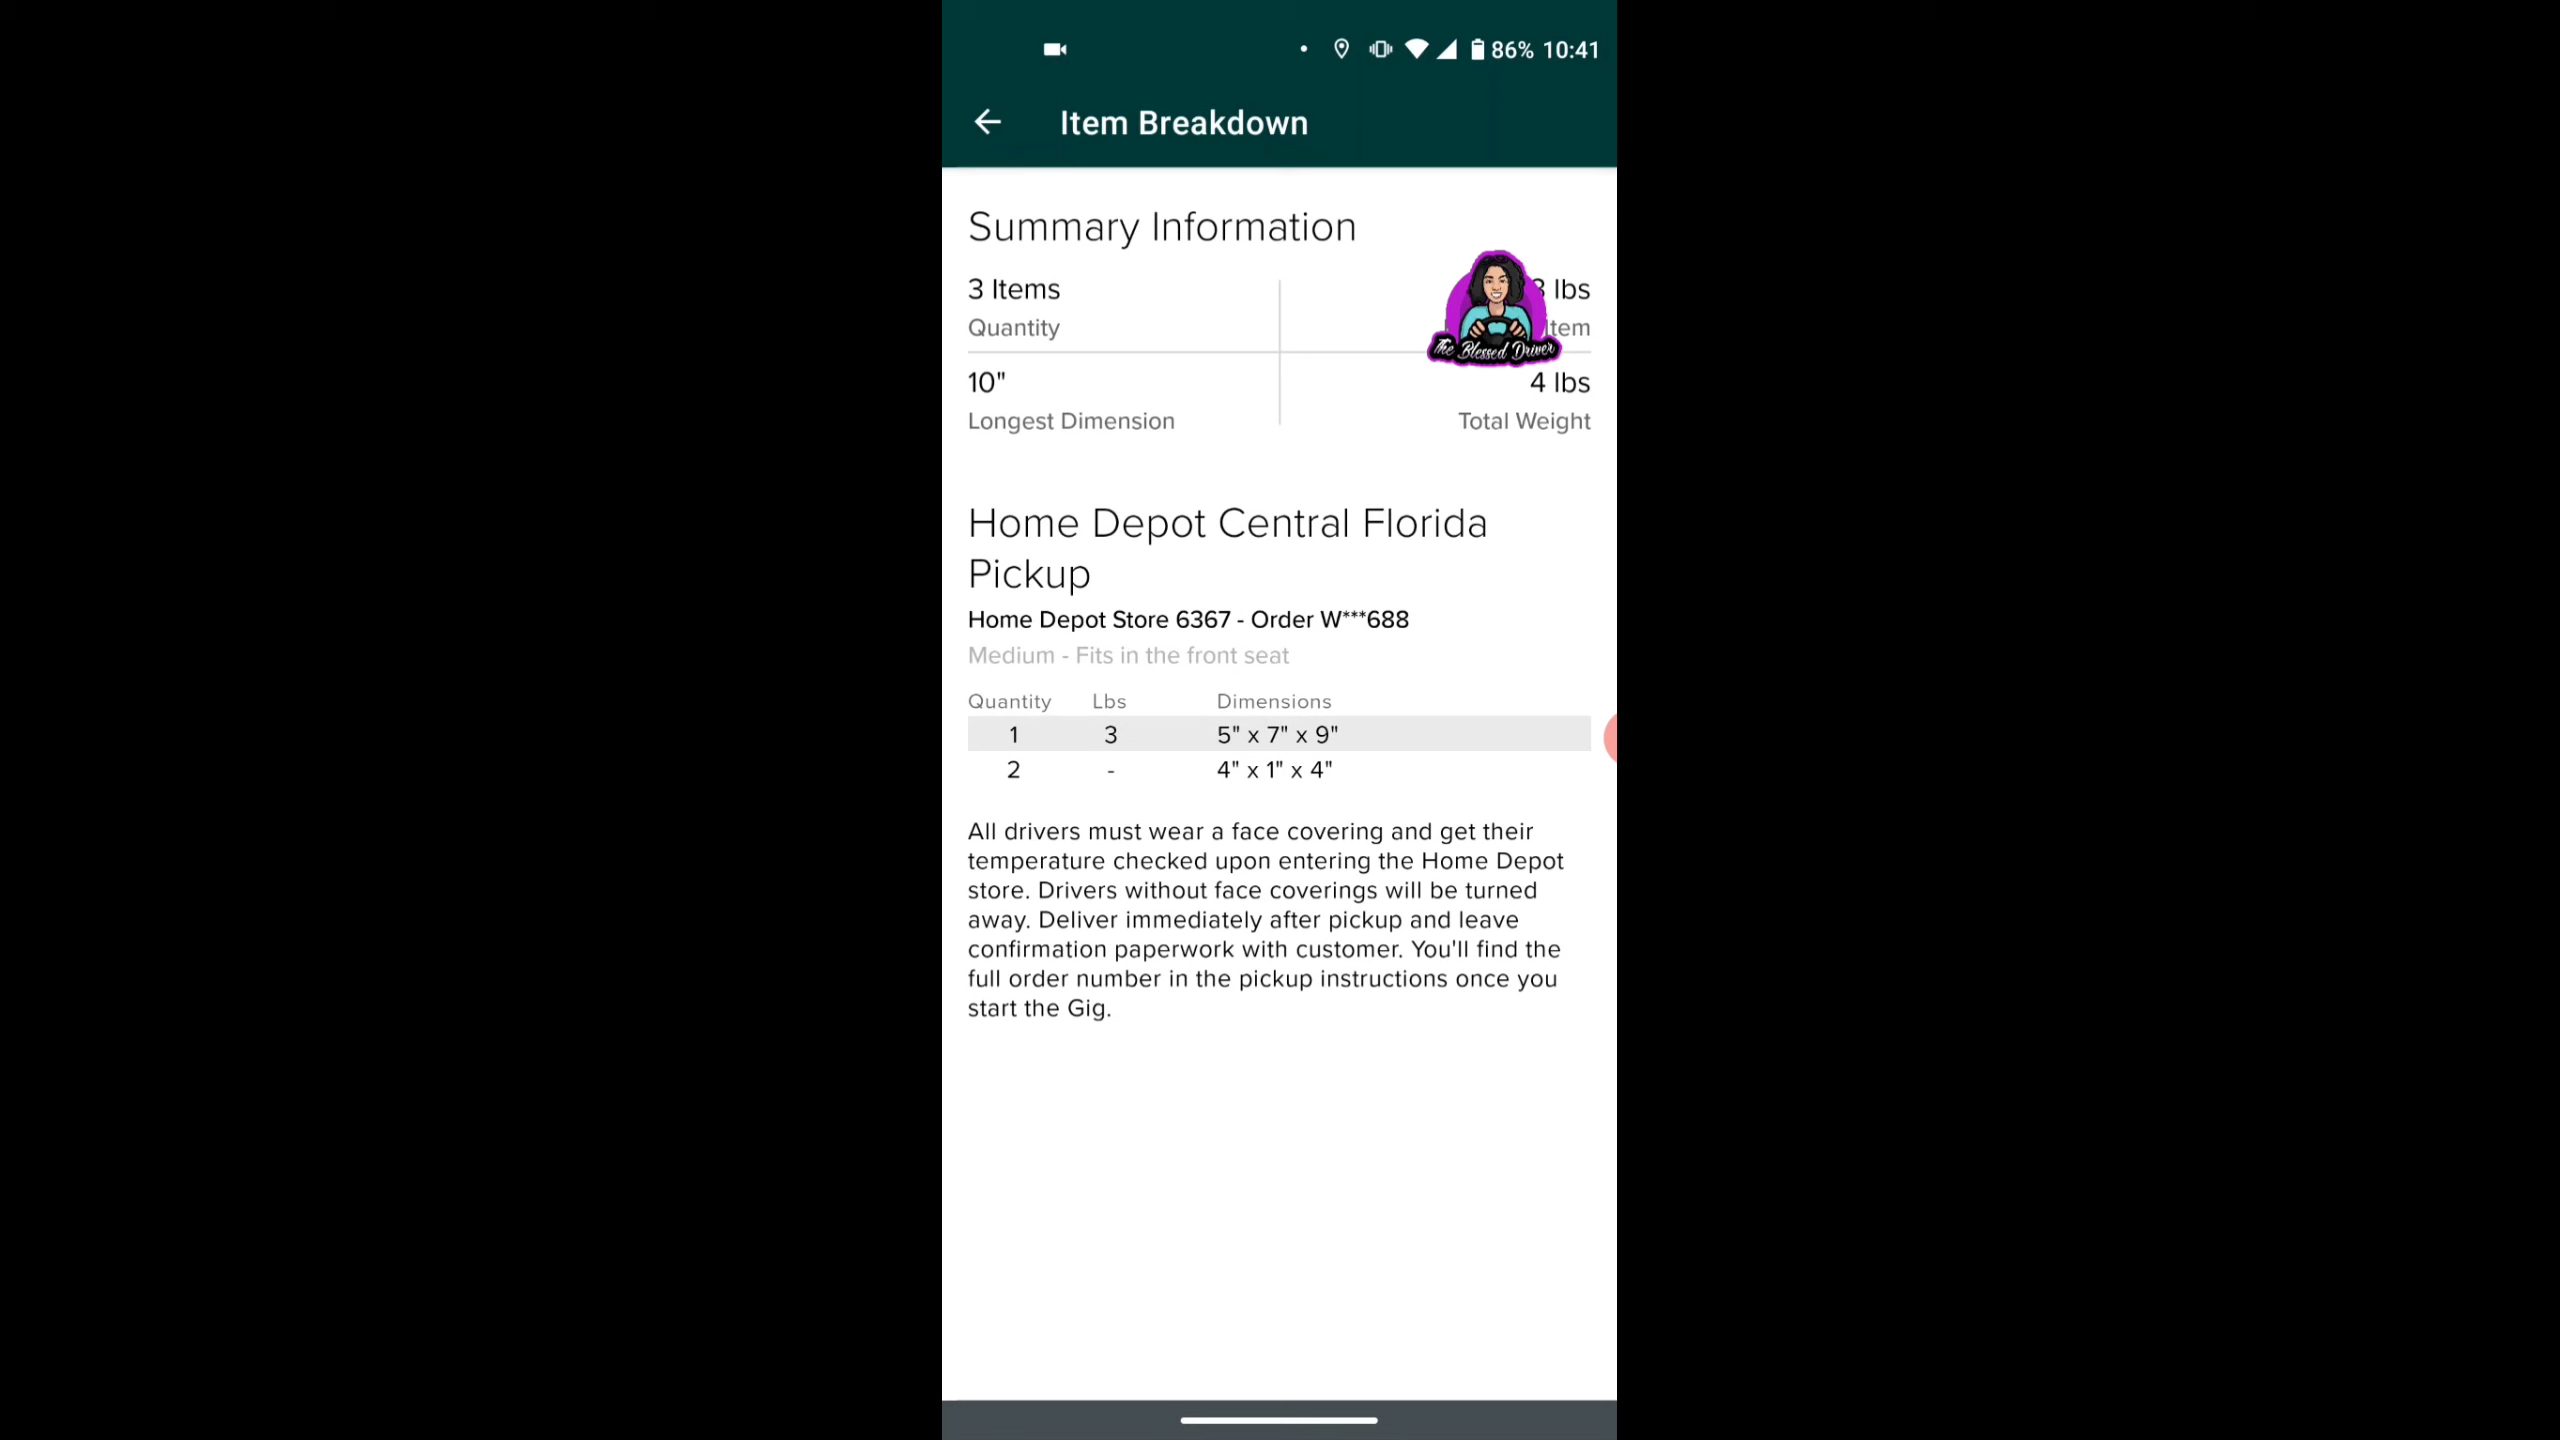 86% 10:41
Item Breakdown
Summary Information
3 Items
lbs
Quantity
The Blessed Driver
10"
4 lbs
Longest Dimension
Total Weight
Home Depot Central Florida
Pickup
Home Depot Store 6367 - Order W***688
Medium - Fits in the front seat
Quantity Lbs Dimensions
1 3 5" x 7" x 9"
2 - 4" x 1" x 4"
All drivers must wear a face covering and get their
temperature checked upon entering the Home Depot
store. Drivers without face coverings will be turned
away. Deliver immediately after pickup and leave
confirmation paperwork with customer. You'll find the
full order number in the pickup instructions once you
start the Gig.